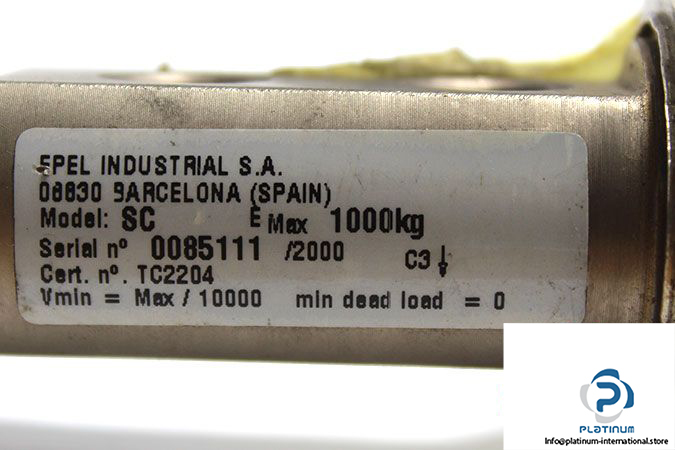 EPEL INDUSTRIAL S.A.
08830 BARCELONA (SPAIN)
Model: SC E Max 1000kg
Serial nº 0085111 /2000 C3
Cert. nº. TC2204
Vmin = Max / 10000 min dead load = 0
PLATINUM
Info@platinum-international.store